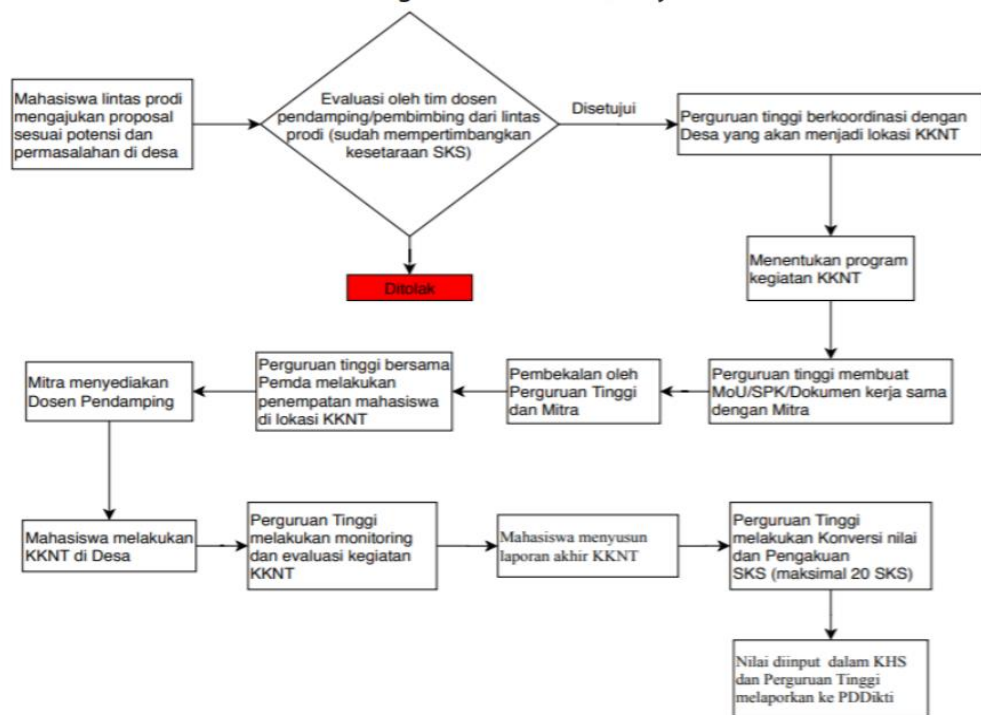 Mahasiswa lintas prodi
mengajukan proposal
sesuai potensi dan
permasalahan di desa
Evaluasi oleh tim dosen
pendamping/pembimbing dari lintas
prodi (sudah mempertimbangkan
kesetaraan SKS)
Disetujui
Perguruan tinggi berkoordinasi dengan
Desa yang akan menjadi lokasi KKNT
Ditolak
Menentukan program
kegiatan KKNT
Perguruan tinggi membuat
MoU/SPK/Dokumen kerja sama
dengan Mitra
Pembekalan oleh
Perguruan Tinggi
dan Mitra
Perguruan tinggi bersama
Pemda melakukan
penempatan mahasiswa
di lokasi KKNT
Mitra menyediakan
Dosen Pendamping
Mahasiswa melakukan
KKNT di Desa
Perguruan Tinggi
melakukan monitoring
dan evaluasi kegiatan
KKNT
Mahasiswa menyusun
laporan akhir KKNT
Perguruan Tinggi
melakukan Konversi nilai
dan Pengakuan
SKS (maksimal 20 SKS)
Nilai diinput dalam KHS
dan Perguruan Tinggi
melaporkan ke PDDikti